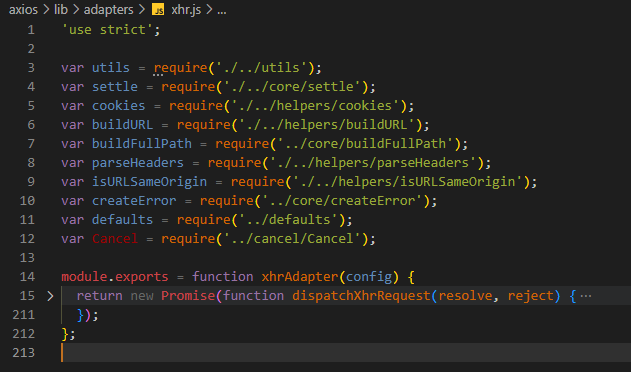 axios > lib > adapters > JS xhr.js > ...
1 'use strict';
2
3 var utils = require('./../utils');
4 var settle = require('./../core/settle');
5 var cookies = require('./../helpers/cookies');
6 var buildURL = require('./../helpers/buildURL');
7 var buildFullPath = require('../core/buildFullPath');
8 var parseHeaders = require('./../helpers/parseHeaders');
9 var isURLSameOrigin = require('./../helpers/isURLSameOrigin');
10 var createError = require('../core/createError');
11 var defaults = require('../defaults');
12 var Cancel = require('../cancel/Cancel');
13
14 module.exports = function xhrAdapter(config) {
15 > return new Promise(function dispatchXhrRequest(resolve, reject) {···
211 });
212 };
213